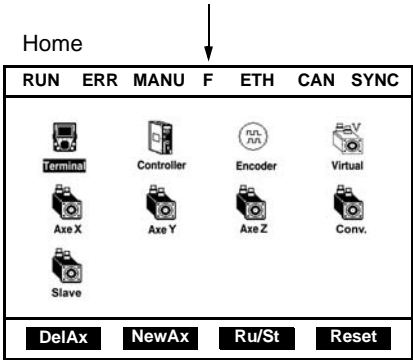 Home
RUN ERR MANU F ETH CAN SYNC
Terminal Controller Encoder Virtual
Axe X Axe Y Axe Z Conv.
Slave
DelAx NewAx Ru/St Reset